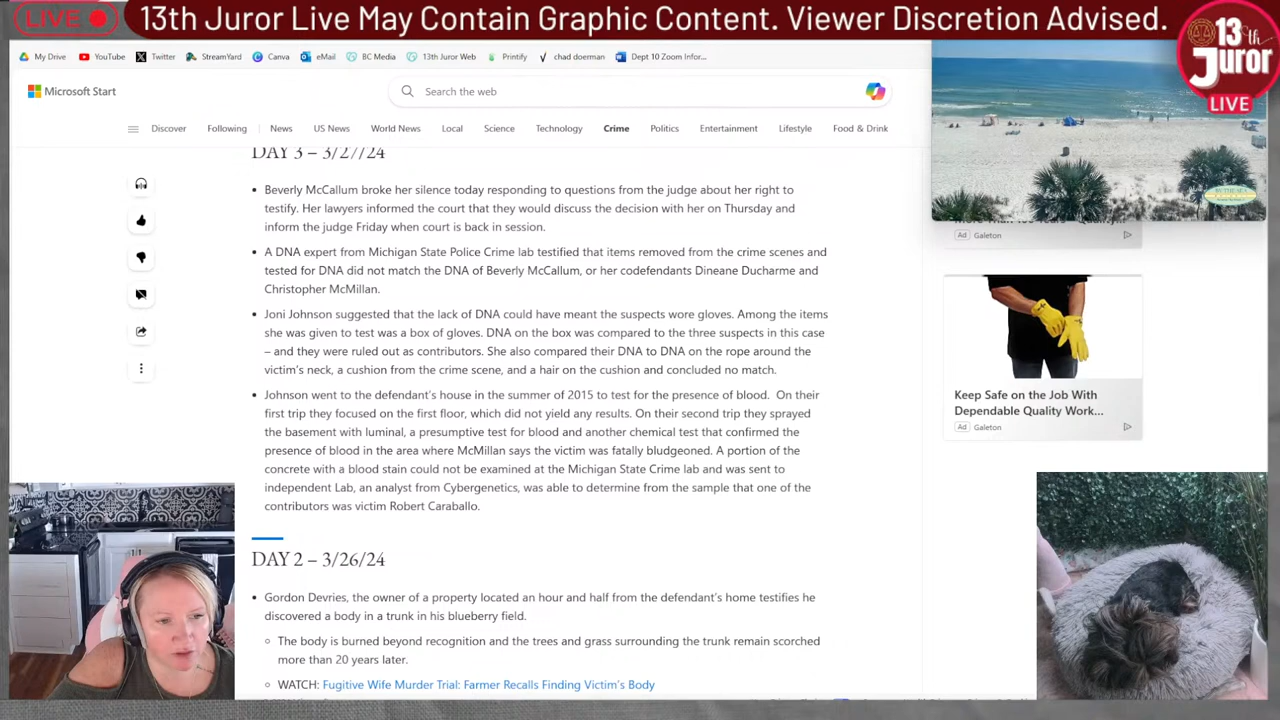 LIVE
13th Juror Live May Contain Graphic Content. Viewer Discretion Advised.
13th
Juror
LIVE
My Drive YouTube Twitter StreamYard Canva eMail BC Media 13th Juror Web Printify chad doerman Dept 10 Zoom Infor...
Microsoft Start
Search the web
Discover Following News US News World News Local Science Technology Crime Politics Entertainment Lifestyle Food & Drink
DAY 3 – 3/27//24
• Beverly McCallum broke her silence today responding to questions from the judge about her right to
testify. Her lawyers informed the court that they would discuss the decision with her on Thursday and
inform the judge Friday when court is back in session.
• A DNA expert from Michigan State Police Crime lab testified that items removed from the crime scenes and
tested for DNA did not match the DNA of Beverly McCallum, or her codefendants Dineane Ducharme and
Christopher McMillan.
• Joni Johnson suggested that the lack of DNA could have meant the suspects wore gloves. Among the items
she was given to test was a box of gloves. DNA on the box was compared to the three suspects in this case
– and they were ruled out as contributors. She also compared their DNA to DNA on the rope around the
victim's neck, a cushion from the crime scene, and a hair on the cushion and concluded no match.
• Johnson went to the defendant's house in the summer of 2015 to test for the presence of blood. On their
first trip they focused on the first floor, which did not yield any results. On their second trip they sprayed
the basement with luminal, a presumptive test for blood and another chemical test that confirmed the
presence of blood in the area where McMillan says the victim was fatally bludgeoned. A portion of the
concrete with a blood stain could not be examined at the Michigan State Crime lab and was sent to
independent Lab, an analyst from Cybergenetics, was able to determine from the sample that one of the
contributors was victim Robert Caraballo.
DAY 2 – 3/26/24
• Gordon Devries, the owner of a property located an hour and half from the defendant's home testifies he
discovered a body in a trunk in his blueberry field.
○ The body is burned beyond recognition and the trees and grass surrounding the trunk remain scorched
more than 20 years later.
○ WATCH: Fugitive Wife Murder Trial: Farmer Recalls Finding Victim's Body
Ad Galeton
Keep Safe on the Job With
Dependable Quality Work...
Ad Galeton